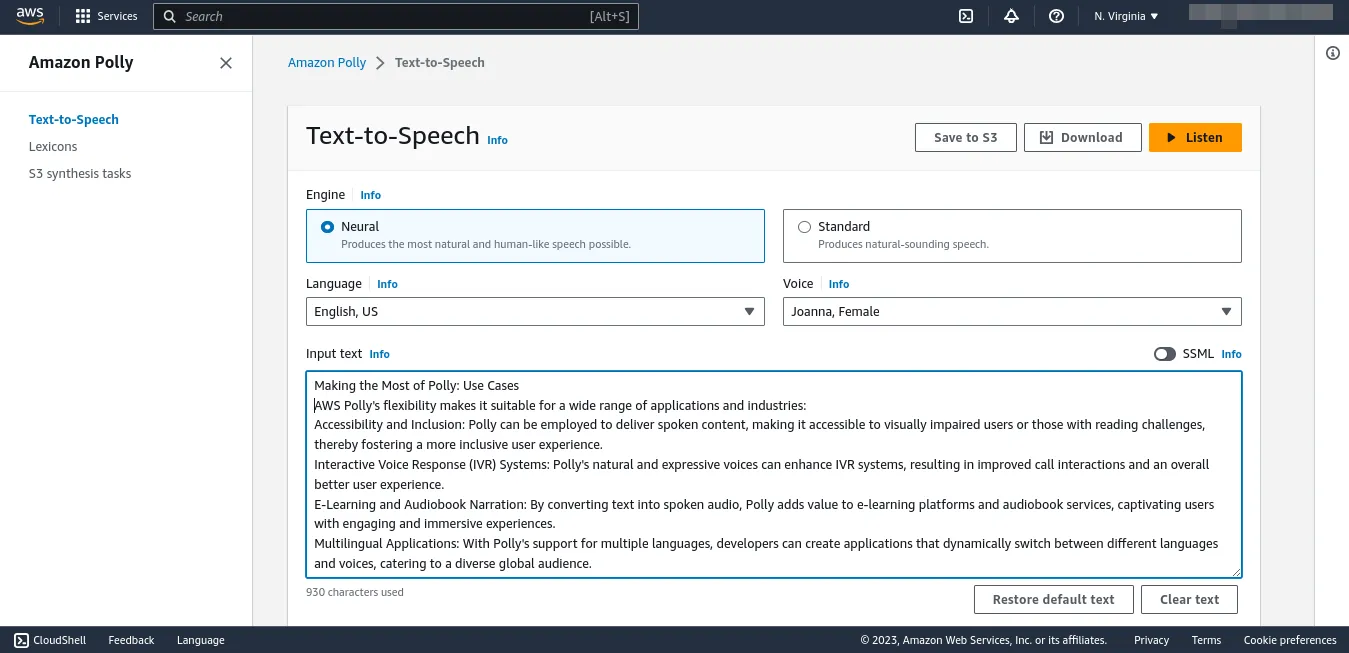 aws
Services
Search
[Alt+S]
N. Virginia
Amazon Polly
Text-to-Speech
Lexicons
S3 synthesis tasks
Amazon Polly
Text-to-Speech
Text-to-Speech Info
Save to S3
Download
Listen
Engine Info
Neural
Produces the most natural and human-like speech possible.
Standard
Produces natural-sounding speech.
Language Info
English, US
Voice Info
Joanna, Female
Input text Info
SSML Info
Making the Most of Polly: Use Cases
AWS Polly's flexibility makes it suitable for a wide range of applications and industries:
Accessibility and Inclusion: Polly can be employed to deliver spoken content, making it accessible to visually impaired users or those with reading challenges,
thereby fostering a more inclusive user experience.
Interactive Voice Response (IVR) Systems: Polly's natural and expressive voices can enhance IVR systems, resulting in improved call interactions and an overall
better user experience.
E-Learning and Audiobook Narration: By converting text into spoken audio, Polly adds value to e-learning platforms and audiobook services, captivating users
with engaging and immersive experiences.
Multilingual Applications: With Polly's support for multiple languages, developers can create applications that dynamically switch between different languages
and voices, catering to a diverse global audience.
930 characters used
Restore default text
Clear text
CloudShell
Feedback
Language
© 2023, Amazon Web Services, Inc. or its affiliates.
Privacy
Terms
Cookie preferences